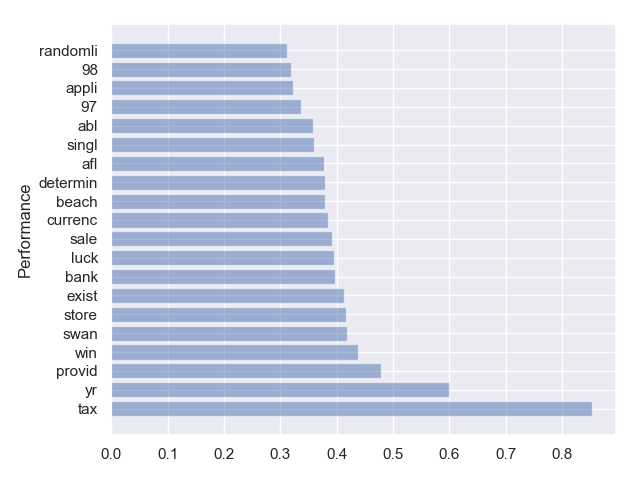 randomli
98
appli
97
abl
singl
afl
determin
beach
currenc
sale
luck
bank
exist
store
swan
win
provid
yr
tax
Performance
0.0 0.1 0.2 0.3 0.4 0.5 0.6 0.7 0.8